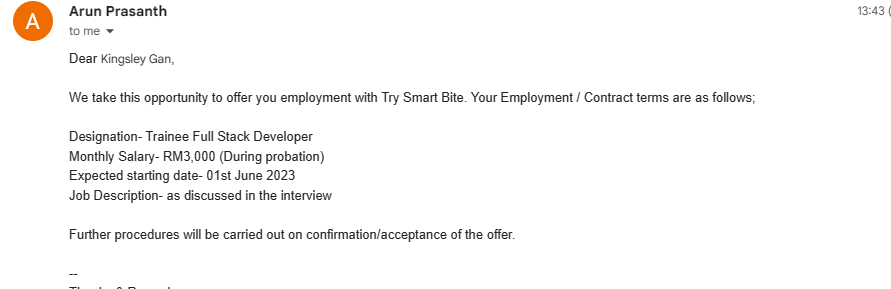 Arun Prasanth
13:43 (
A
to me
Dear Kingsley Gan,
We take this opportunity to offer you employment with Try Smart Bite. Your Employment / Contract terms are as follows;
Designation- Trainee Full Stack Developer
Monthly Salary- RM3,000 (During probation)
Expected starting date- 01st June 2023
Job Description- as discussed in the interview
Further procedures will be carried out on confirmation/acceptance of the offer.
--